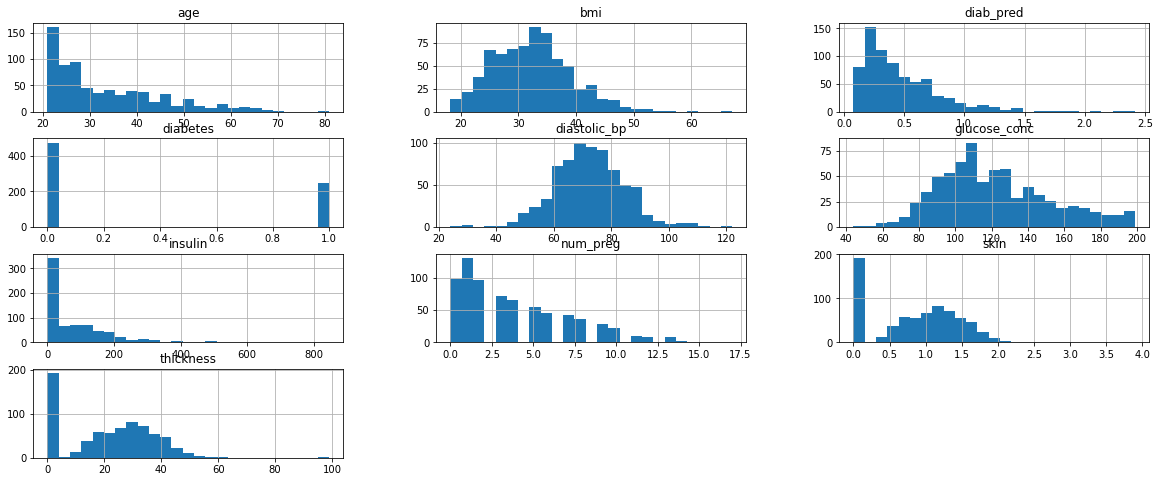 age bmi diab_pred
150 100 50 0
20 30 40 50 60 70 80
75 50 25 0
20 30 40 50 60
150 100 50 0
0.0 0.5 1.0 1.5 2.0 2.5
diabetes diastolic_bp glucose_conc
400 200 0
0.0 0.2 0.4 0.6 0.8 1.0
100 50 0
20 40 60 80 100 120
75 50 25 0
40 60 80 100 120 140 160 180 200
insulin num_preg skin
300 200 100 0
0 200 400 600 800
100 50 0
0.0 2.5 5.0 7.5 10.0 12.5 15.0 17.5
200 100 0
0.0 0.5 1.0 1.5 2.0 2.5 3.0 3.5 4.0
thickness
200 100 0
0 20 40 60 80 100